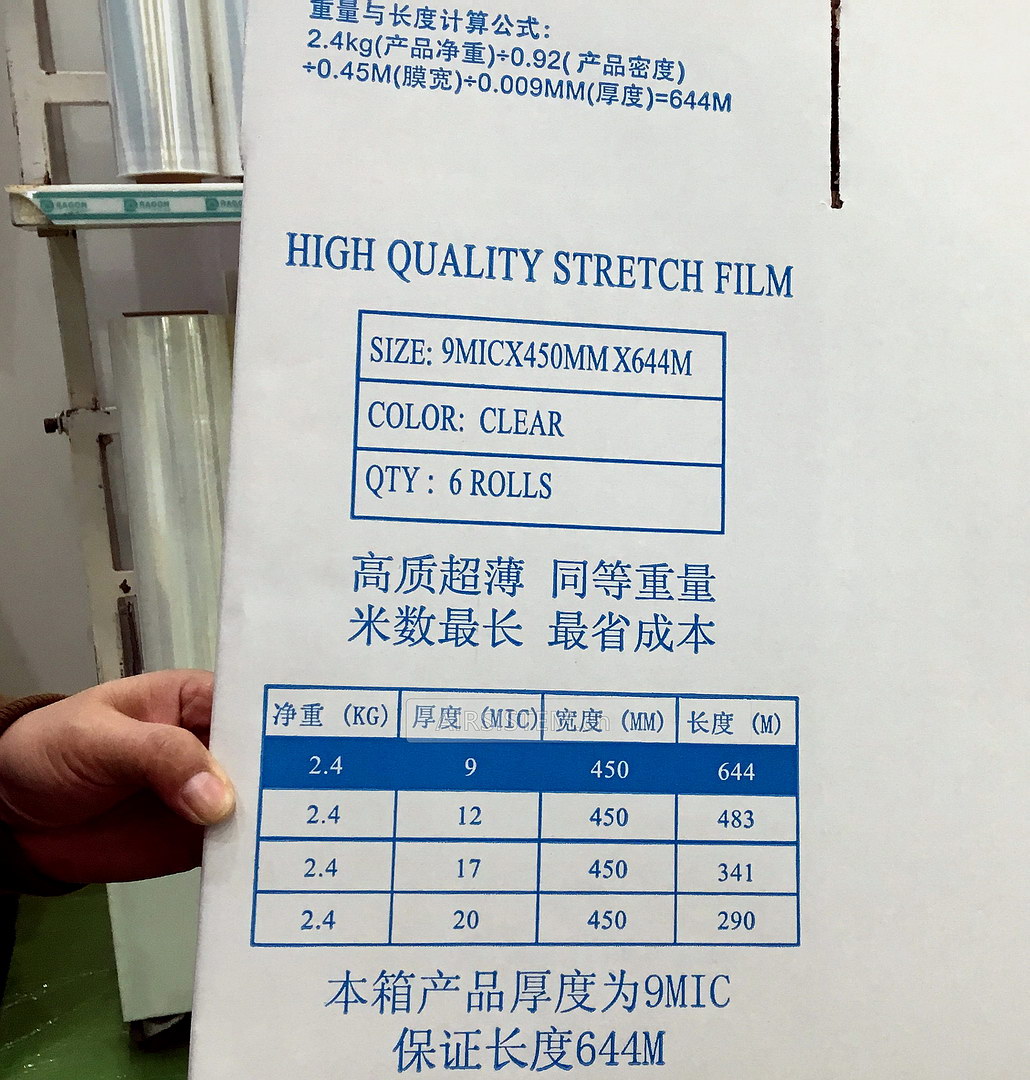 重量与长度计算公式:
2.4kg(产品净重)÷0.92(产品密度)
÷0.45M(膜宽)÷0.009MM(厚度)=644M
RAGON RAGON
HIGH QUALITY STRETCH FILM
SIZE: 9MICX450MMX644M
COLOR: CLEAR
QTY : 6 ROLLS
高质超薄 同等重量
米数最长 最省成本
净重 (KG) 厚度 (MIC) 宽度 (MM) 长度 (M)
2.4 9 450 644
2.4 12 450 483
2.4 17 450 341
2.4 20 450 290
本箱产品厚度为9MIC
保证长度644M